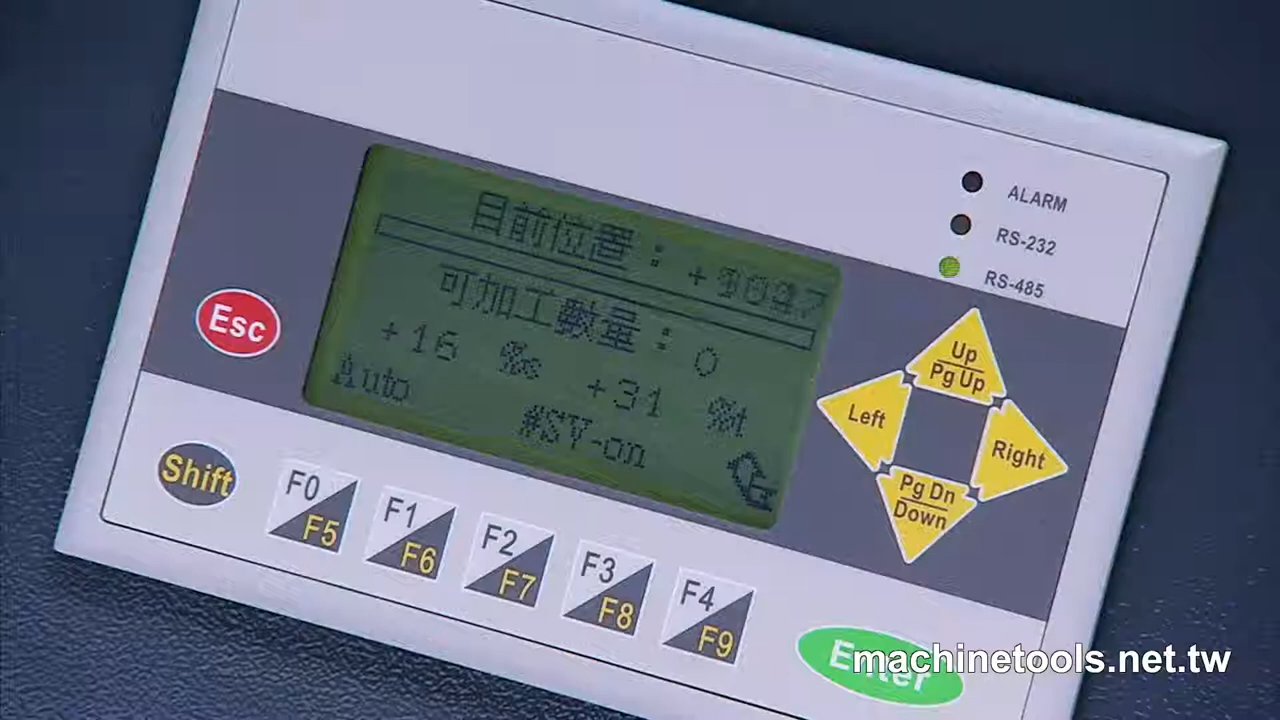 ALARM
RS-232
RS-485
目前位置：
可加工數量： 0
+16 %c +31 %t
Auto #SV-on
Esc
Up
Pg Up
Left
Right
Pg Dn
Down
Shift
F0 F5
F1 F6
F2 F7
F3 F8
F4 F9
Enter
machinetools.net.tw